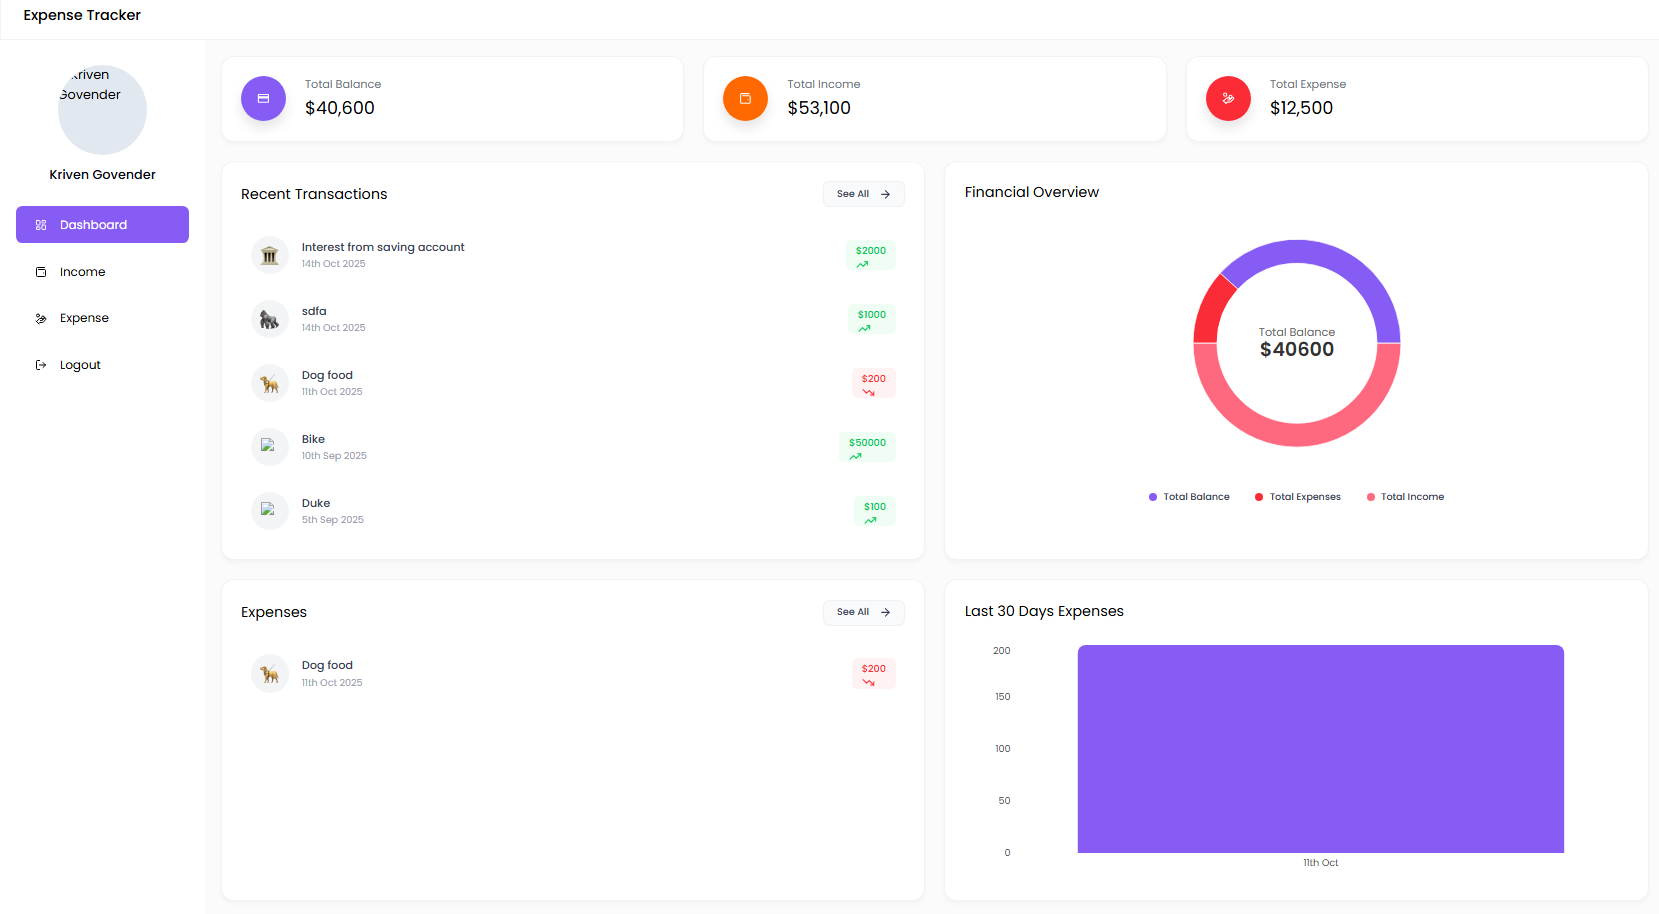 Expense Tracker
Kriven
Govender
Kriven Govender
Dashboard
Income
Expense
Logout
Total Balance
$40,600
Total Income
$53,100
Total Expense
$12,500
Recent Transactions
See All
Interest from saving account
14th Oct 2025
$2000
sdfa
14th Oct 2025
$1000
Dog food
11th Oct 2025
$200
Bike
10th Sep 2025
$50000
Duke
5th Sep 2025
$100
Financial Overview
Total Balance
$40600
Total Balance
Total Expenses
Total Income
Expenses
See All
Dog food
11th Oct 2025
$200
Last 30 Days Expenses
200
150
100
50
0
11th Oct